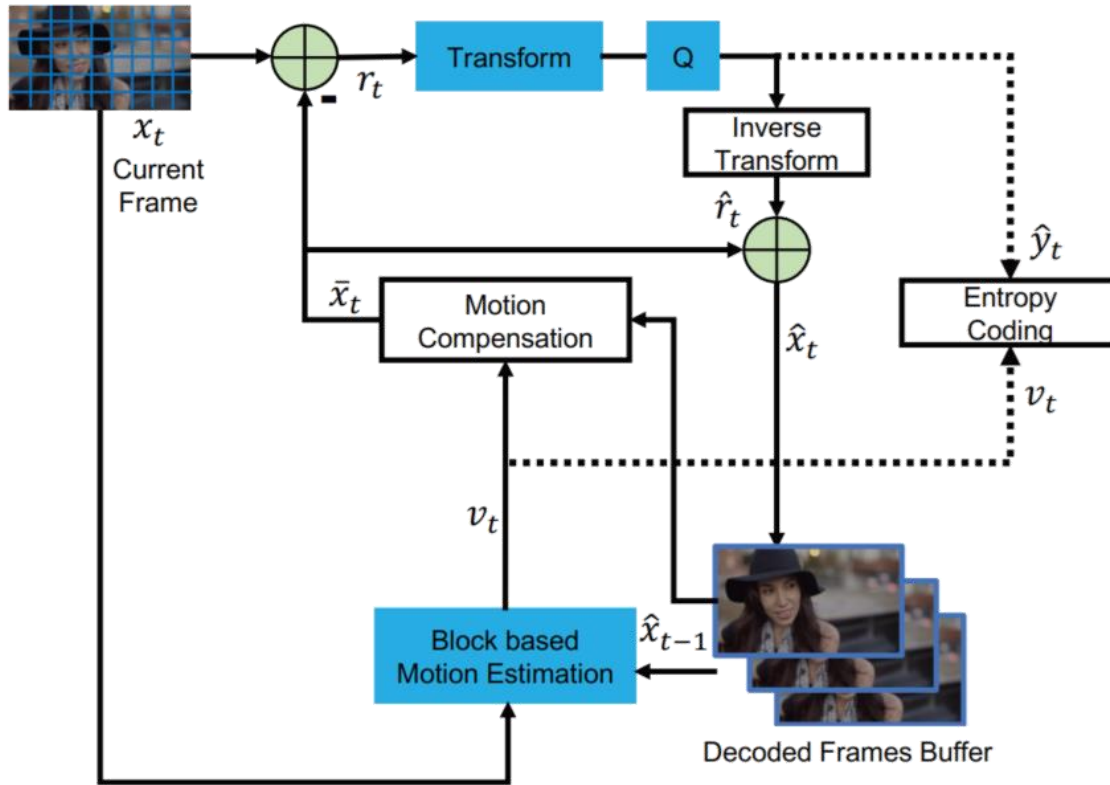 x_t
Current
Frame
-
r_t
Transform
Q
Inverse
Transform
r̂_t
ŷ_t
Entropy
Coding
x̄_t
Motion
Compensation
x̂_t
v_t
v_t
Block based
Motion Estimation
x̂_{t−1}
Decoded Frames Buffer